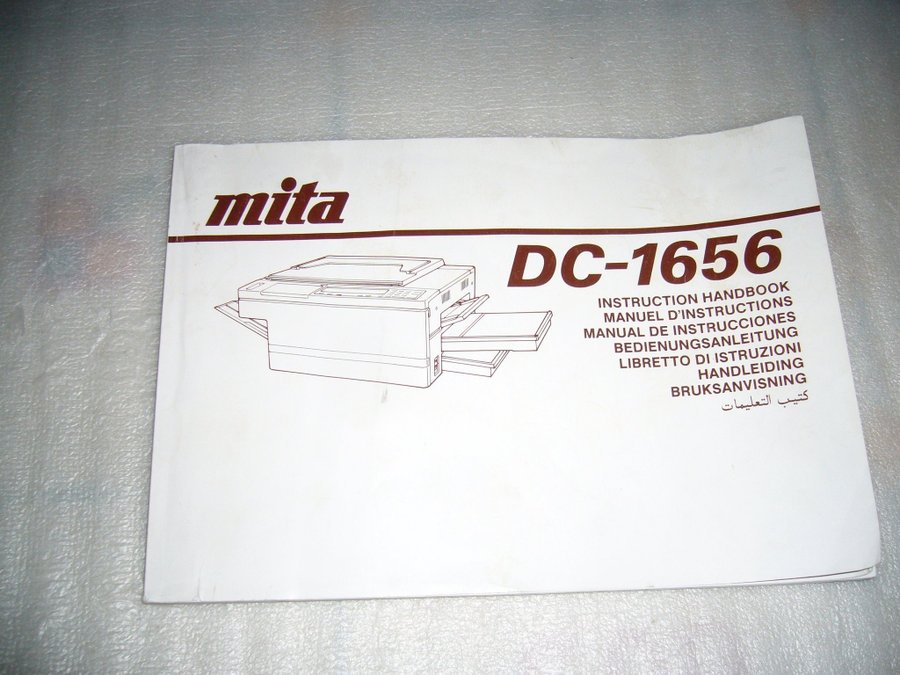 mita
DC-1656
INSTRUCTION HANDBOOK
MANUEL D'INSTRUCTIONS
MANUAL DE INSTRUCCIONES
BEDIENUNGSANLEITUNG
LIBRETTO DI ISTRUZIONI
HANDLEIDING
BRUKSANVISNING
كتيب التعليمات